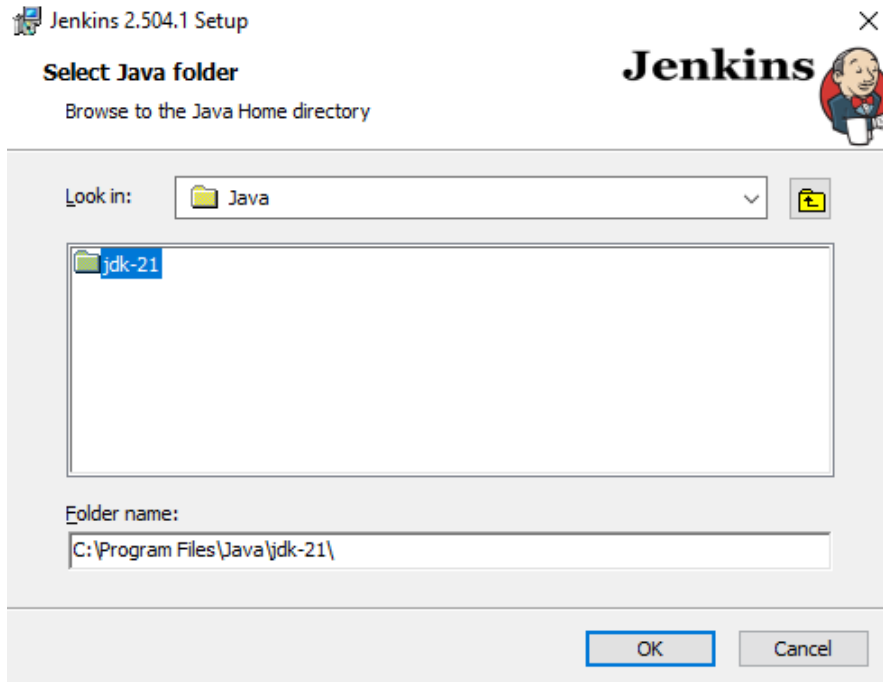 Jenkins 2.504.1 Setup
Select Java folder
Jenkins
Browse to the Java Home directory
Look in:
Java
jdk-21
Folder name:
C:\Program Files\Java\jdk-21\
OK
Cancel